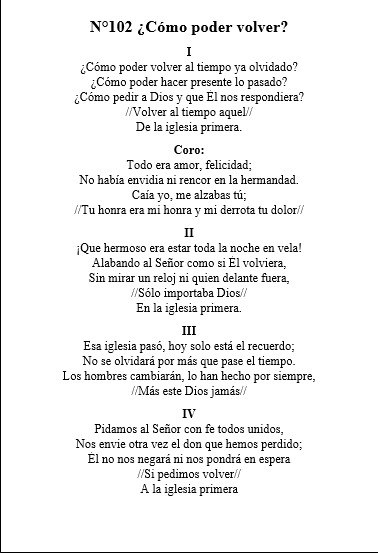 N°102 ¿Cómo poder volver?
I
¿Cómo poder volver al tiempo ya olvidado?
¿Cómo poder hacer presente lo pasado?
¿Cómo pedir a Dios y que El nos respondiera?
//Volver al tiempo aquel//
De la iglesia primera.
Coro:
Todo era amor, felicidad;
No había envidia ni rencor en la hermandad.
Caía yo, me alzabas tú;
//Tu honra era mi honra y mi derrota tu dolor//
II
¡Que hermoso era estar toda la noche en vela!
Alabando al Señor como si El volviera,
Sin mirar un reloj ni quien delante fuera,
//Sólo importaba Dios//
En la iglesia primera.
III
Esa iglesia pasó, hoy solo está el recuerdo;
No se olvidará por más que pase el tiempo.
Los hombres cambiarán, lo han hecho por siempre,
//Más este Dios jamás//
IV
Pidamos al Señor con fe todos unidos,
Nos envíe otra vez el don que hemos perdido;
Él no nos negará ni nos pondrá en espera
//Si pedimos volver//
A la iglesia primera